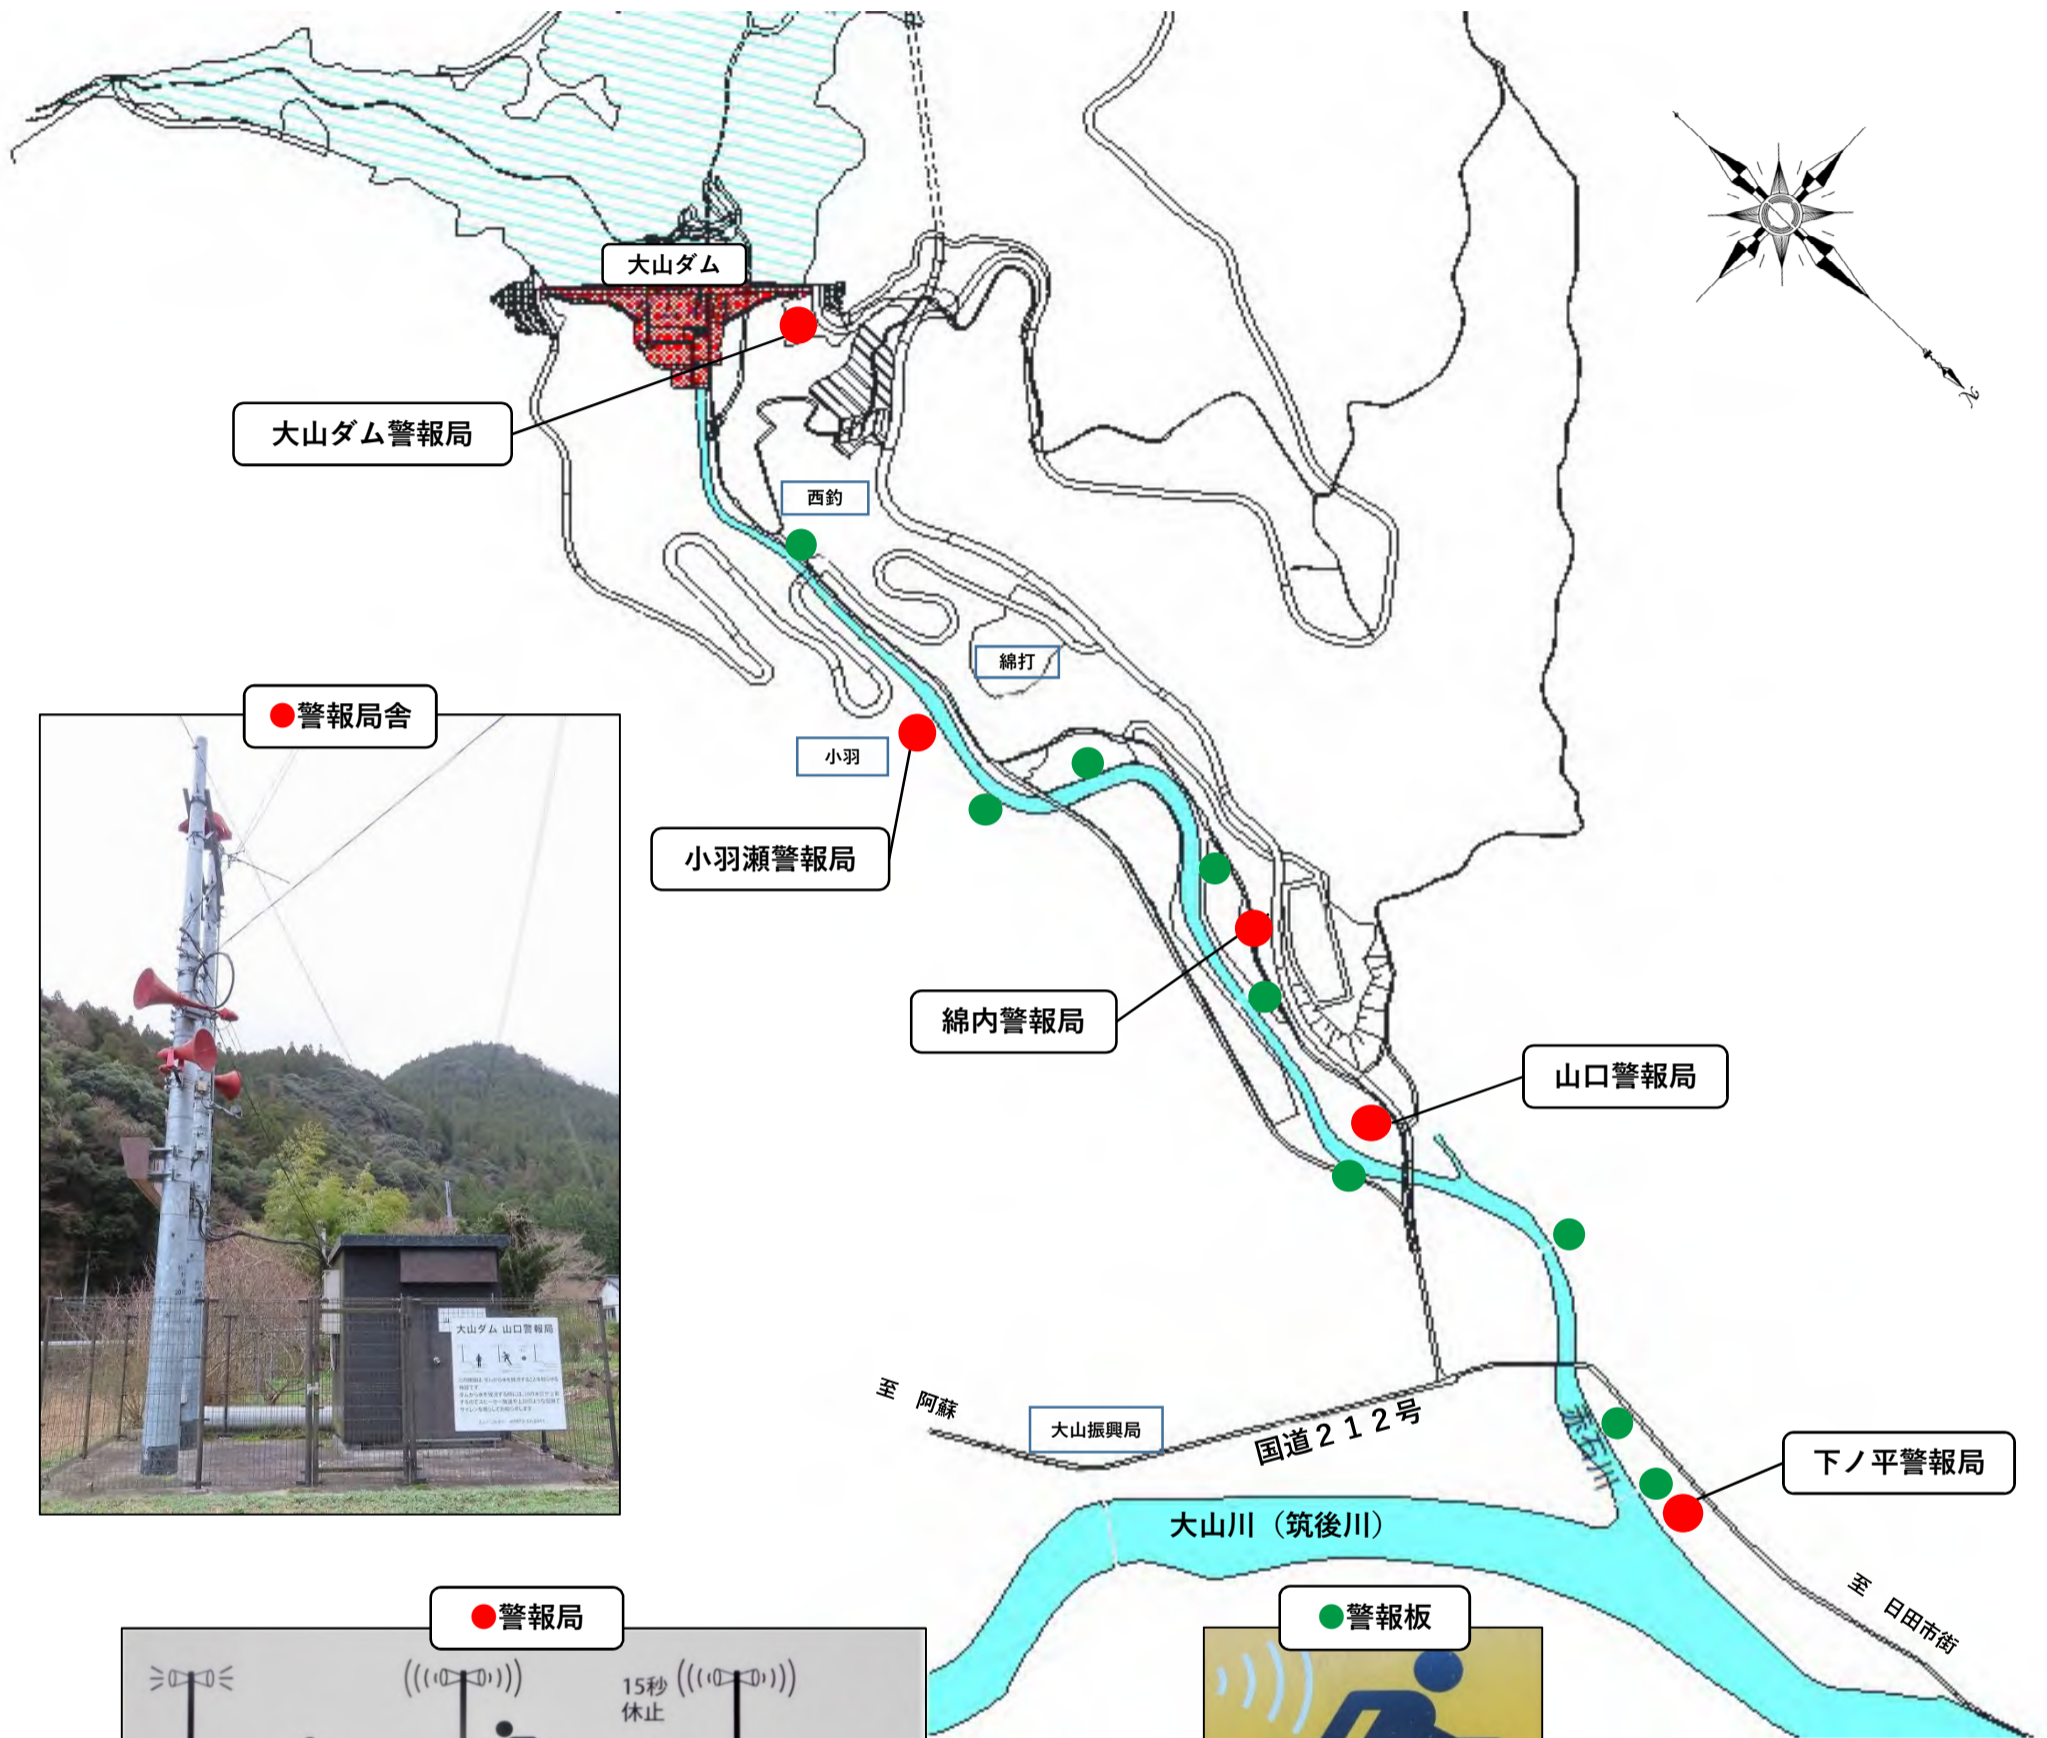 大山ダム
大山ダム警報局
西釣
綿打
●警報局舎
小羽
小羽瀬警報局
綿内警報局
山口警報局
大山ダム 山口警報局
至 阿蘇
大山振興局
国道212号
赤石川
下ノ平警報局
大山川（筑後川）
至 日田市街
●警報局
●警報板
15秒
休止
N